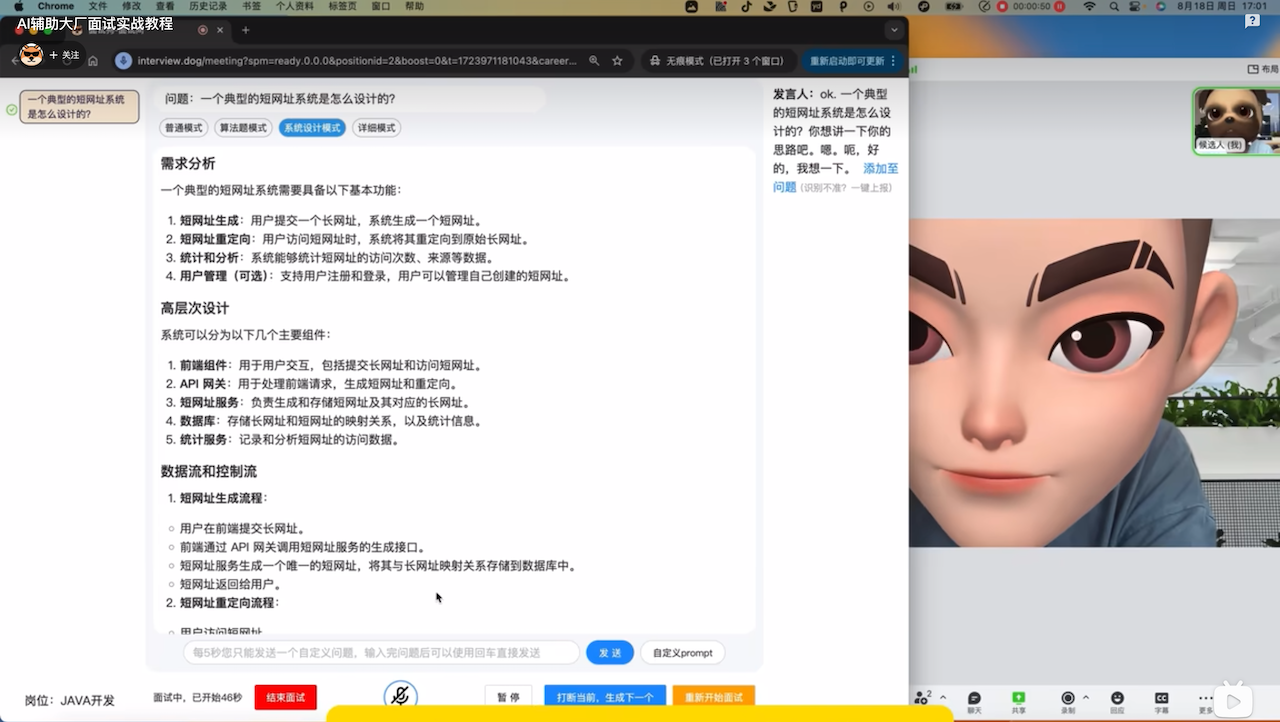 Chrome 文件 修改 查看 历史记录 书签 个人资料 标签页 窗口 帮助
00:00:50 8月18日 周日 17:01
AI辅助大厂面试实战教程
+ 关注
interview.dog/meeting?spm=ready.0.0.0&positionid=2&boost=0&t=1723971181043&career...
无痕模式（已打开 3 个窗口）
重新启动即可更新
布局
一个典型的短网址系统
是怎么设计的?
问题：一个典型的短网址系统是怎么设计的?
普通模式 算法题模式 系统设计模式 详细模式
需求分析
一个典型的短网址系统需要具备以下基本功能：
1. 短网址生成：用户提交一个长网址，系统生成一个短网址。
2. 短网址重定向：用户访问短网址时，系统将其重定向到原始长网址。
3. 统计和分析：系统能够统计短网址的访问次数、来源等数据。
4. 用户管理（可选）：支持用户注册和登录，用户可以管理自己创建的短网址。
高层次设计
系统可以分为以下几个主要组件：
1. 前端组件：用于用户交互，包括提交长网址和访问短网址。
2. API 网关：用于处理前端请求，生成短网址和重定向。
3. 短网址服务：负责生成和存储短网址及其对应的长网址。
4. 数据库：存储长网址和短网址的映射关系，以及统计信息。
5. 统计服务：记录和分析短网址的访问数据。
数据流和控制流
1. 短网址生成流程：
用户在前端提交长网址。
前端通过 API 网关调用短网址服务的生成接口。
短网址服务生成一个唯一的短网址，将其与长网址映射关系存储到数据库中。
短网址返回给用户。
2. 短网址重定向流程：
用户访问短网址
每5秒您只能发送一个自定义问题，输入完问题后可以使用回车直接发送
发 送
自定义prompt
岗位：JAVA开发
面试中，已开始46秒
结束面试
暂 停
打断当前，生成下一个
重新开始面试
发言人：ok. 一个典型
的短网址系统是怎么设
计的？你想讲一下你的
思路吧。嗯。呃，好
的，我想一下。 添加至
问题 (识别不准？一键上报)
候选人 (我)
2
聊天 共享 录制 回应 字幕 更多